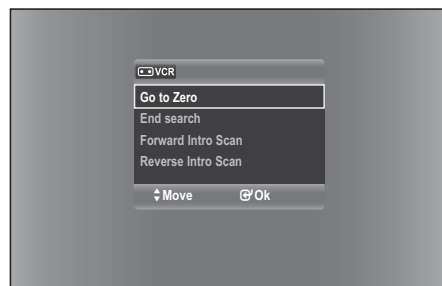 VCR
Go to Zero
End search
Forward Intro Scan
Reverse Intro Scan
Move Ok